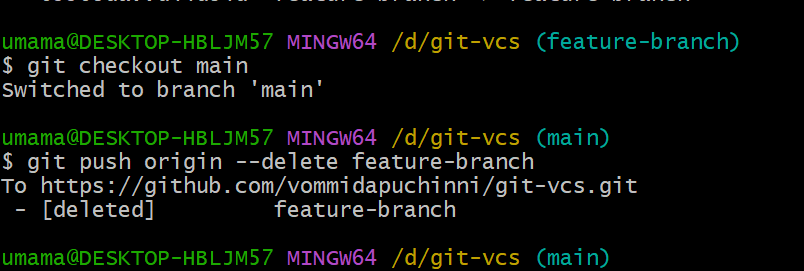 umama@DESKTOP-HBLJM57 MINGW64 /d/git-vcs (feature-branch)
$ git checkout main
Switched to branch 'main'
umama@DESKTOP-HBLJM57 MINGW64 /d/git-vcs (main)
$ git push origin --delete feature-branch
To https://github.com/vommidapuchinni/git-vcs.git
 - [deleted]         feature-branch
umama@DESKTOP-HBLJM57 MINGW64 /d/git-vcs (main)